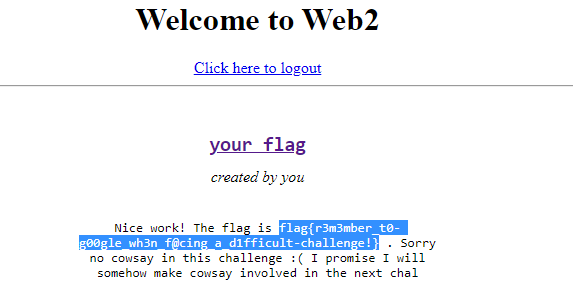 Welcome to Web2
Click here to logout
your flag
created by you
Nice work! The flag is flag{r3m3mber_t0-
g00gle_wh3n_f@cing_a_d1fficult-challenge!} . Sorry
no cowsay in this challenge :( I promise I will
somehow make cowsay involved in the next chal